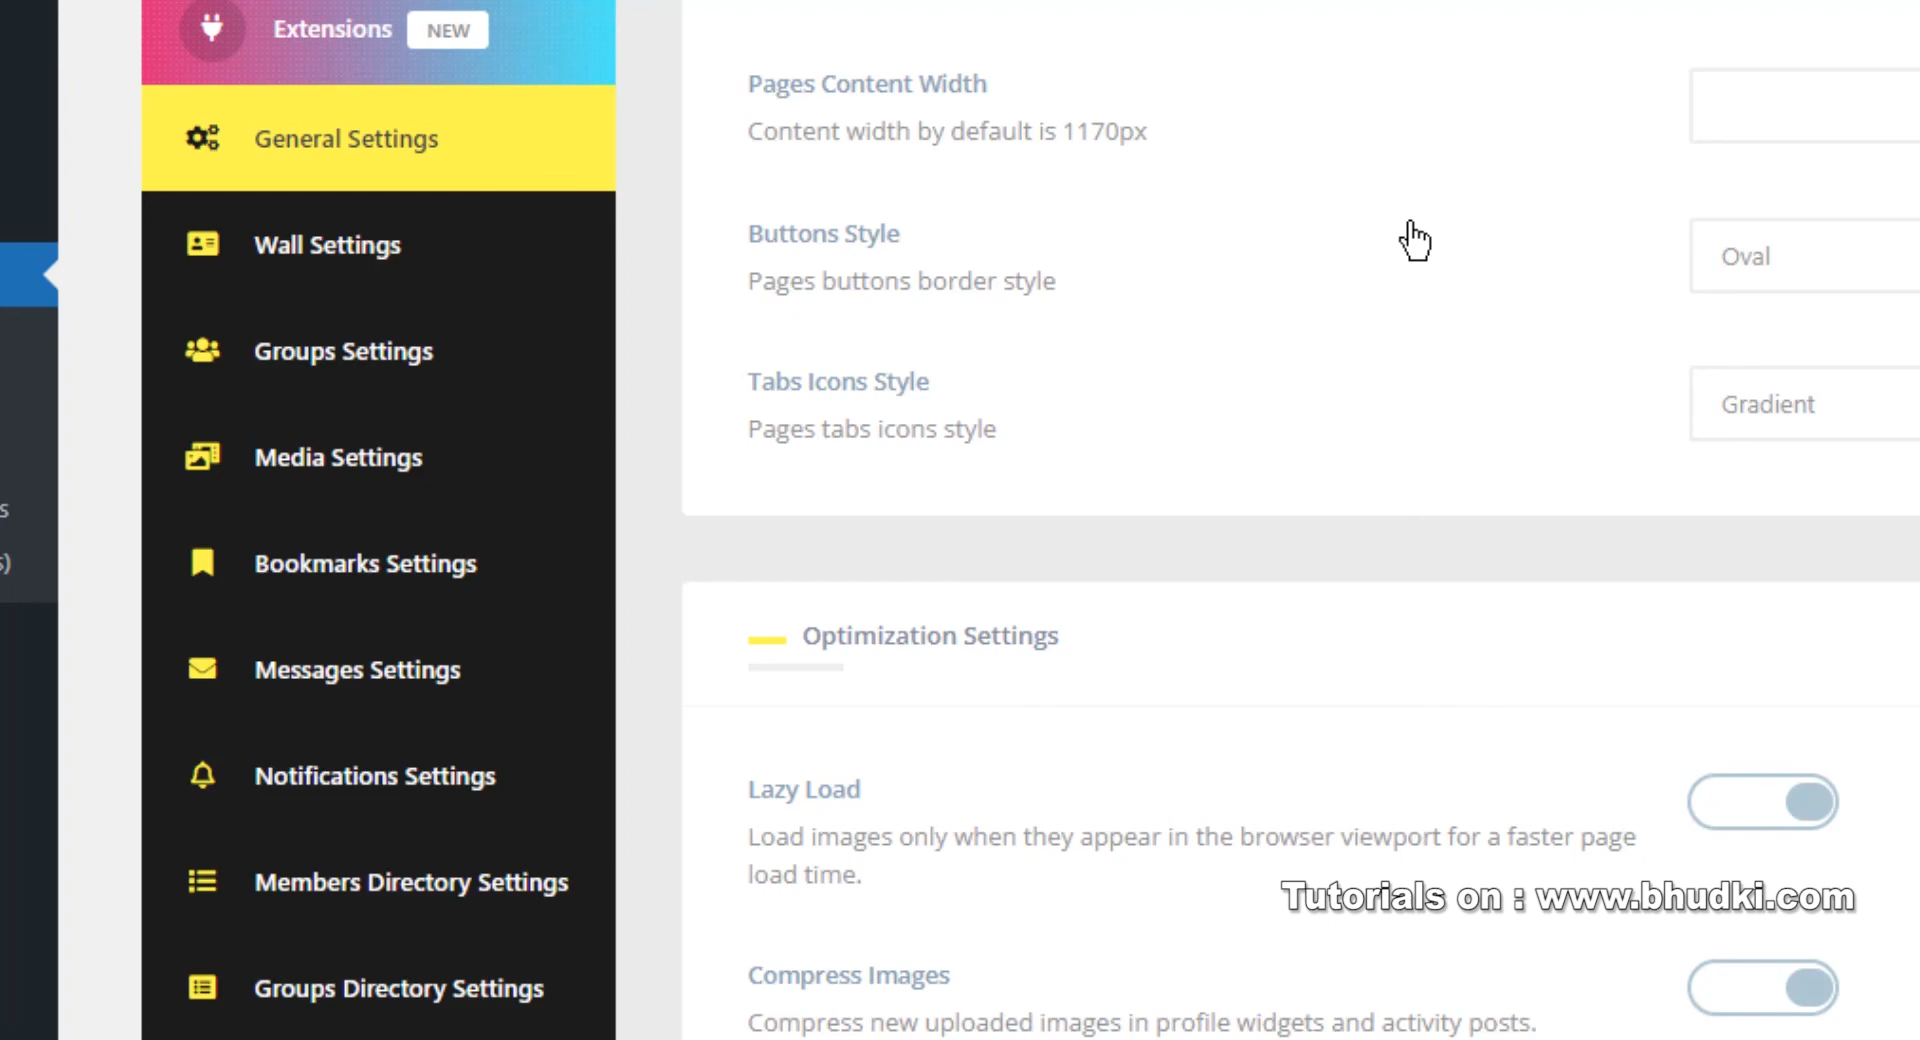 Extensions NEW
General Settings
Wall Settings
Groups Settings
Media Settings
Bookmarks Settings
Messages Settings
Notifications Settings
Members Directory Settings
Groups Directory Settings
s
s)
Pages Content Width
Content width by default is 1170px
Buttons Style
Pages buttons border style
Oval
Tabs Icons Style
Pages tabs icons style
Gradient
Optimization Settings
Lazy Load
Load images only when they appear in the browser viewport for a faster page
load time.
Tutorials on : www.bhudki.com
Compress Images
Compress new uploaded images in profile widgets and activity posts.